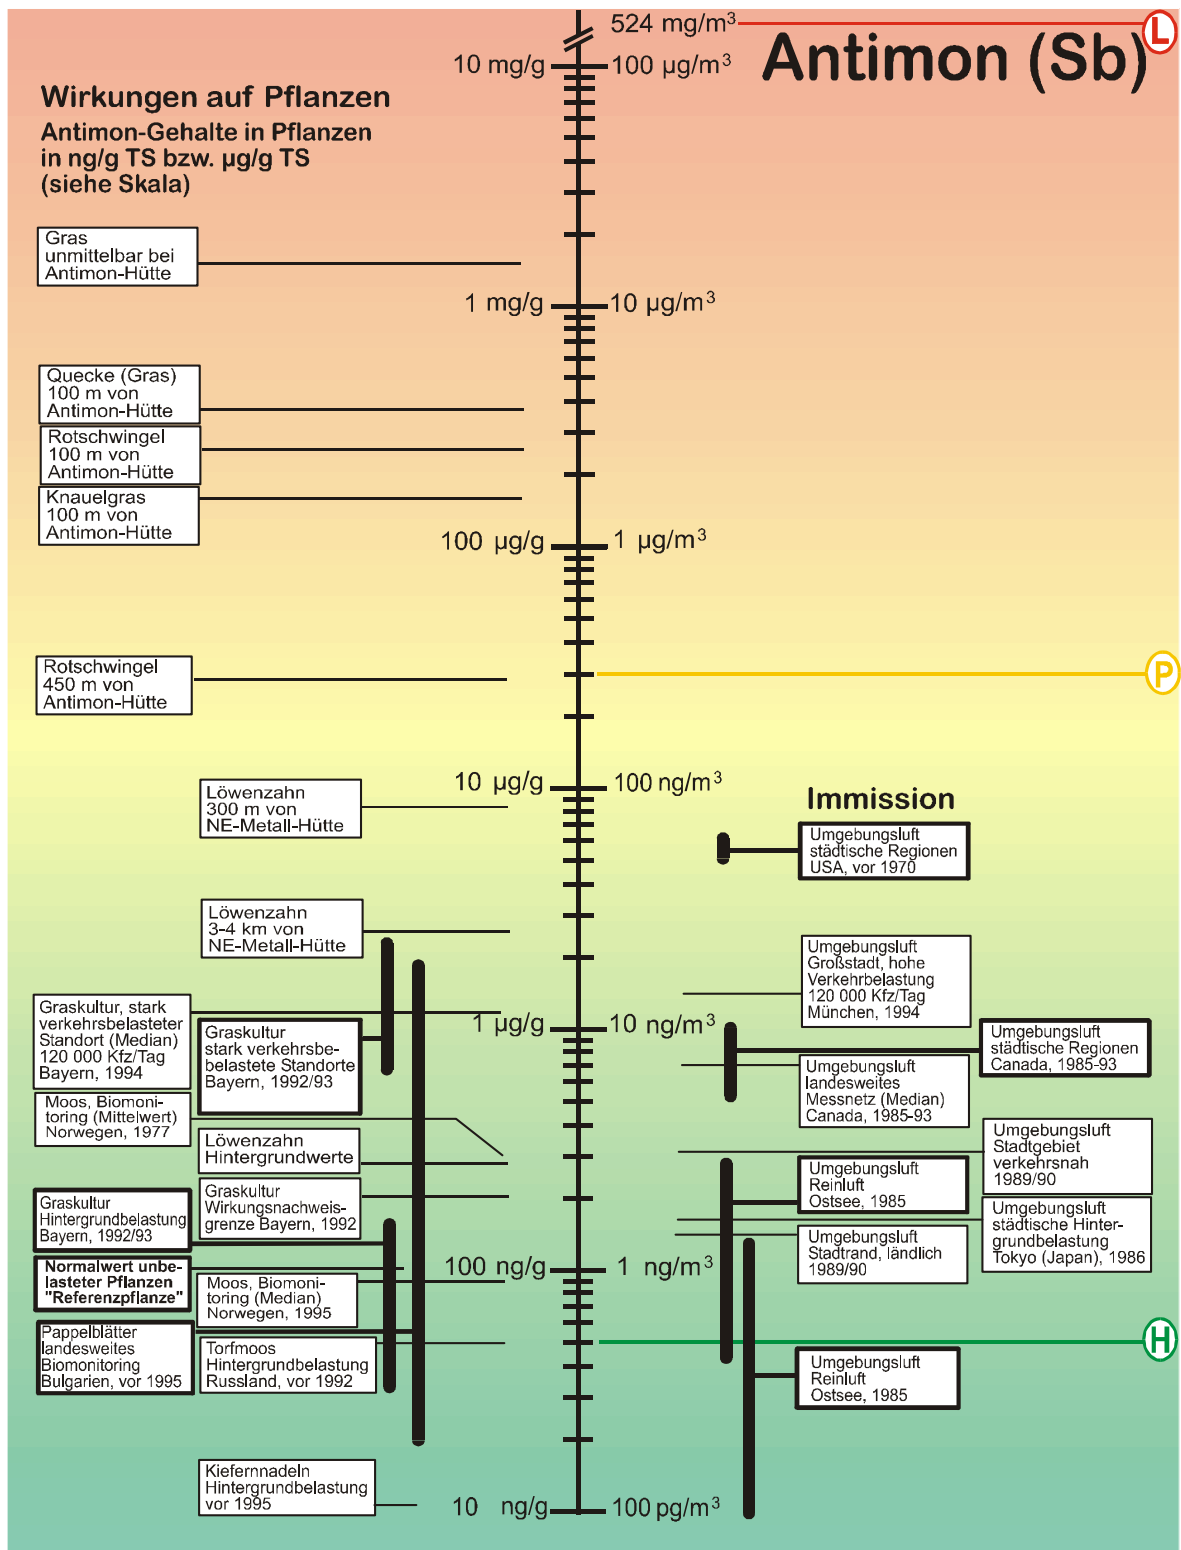 524 mg/m³
L
Antimon (Sb)
10 mg/g
100 µg/m³
Wirkungen auf Pflanzen
Antimon-Gehalte in Pflanzen
in ng/g TS bzw. µg/g TS
(siehe Skala)
Gras
unmittelbar bei
Antimon-Hütte
1 mg/g
10 µg/m³
Quecke (Gras)
100 m von
Antimon-Hütte
Rotschwingel
100 m von
Antimon-Hütte
Knauelgras
100 m von
Antimon-Hütte
100 µg/g
1 µg/m³
Rotschwingel
450 m von
Antimon-Hütte
P
10 µg/g
100 ng/m³
Löwenzahn
300 m von
NE-Metall-Hütte
Immission
Umgebungsluft
städtische Regionen
USA, vor 1970
Löwenzahn
3-4 km von
NE-Metall-Hütte
Umgebungsluft
Großstadt, hohe
Verkehrbelastung
120 000 Kfz/Tag
München, 1994
Graskultur, stark
verkehrsbelasteter
Standort (Median)
120 000 Kfz/Tag
Bayern, 1994
Graskultur
stark verkehrsbe-
belastete Standorte
Bayern, 1992/93
1 µg/g
10 ng/m³
Umgebungsluft
städtische Regionen
Canada, 1985-93
Umgebungsluft
landesweites
Messnetz (Median)
Canada, 1985-93
Moos, Biomoni-
toring (Mittelwert)
Norwegen, 1977
Löwenzahn
Hintergrundwerte
Umgebungsluft
Stadtgebiet
verkehrsnah
1989/90
Umgebungsluft
Reinluft
Ostsee, 1985
Graskultur
Wirkungsnachweis-
grenze Bayern, 1992
Graskultur
Hintergrundbelastung
Bayern, 1992/93
Umgebungsluft
städtische Hinter-
grundbelastung
Tokyo (Japan), 1986
Umgebungsluft
Stadtrand, ländlich
1989/90
Normalwert unbe-
lasteter Pflanzen
"Referenzpflanze"
100 ng/g
1 ng/m³
Moos, Biomoni-
toring (Median)
Norwegen, 1995
Pappelblätter
landesweites
Biomonitoring
Bulgarien, vor 1995
Torfmoos
Hintergrundbelastung
Russland, vor 1992
H
Umgebungsluft
Reinluft
Ostsee, 1985
Kiefernnadeln
Hintergrundbelastung
vor 1995
10 ng/g
100 pg/m³